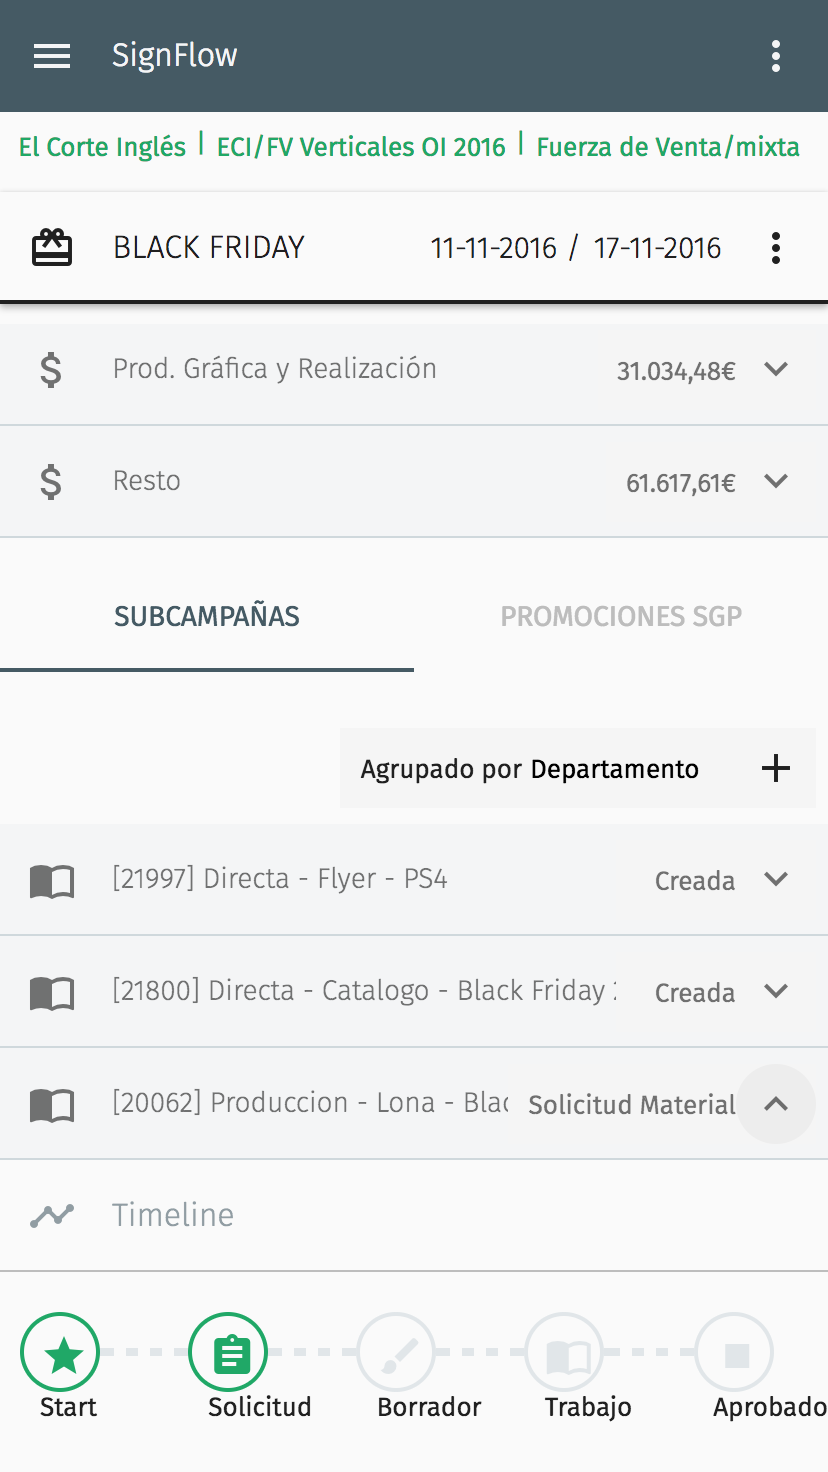 SignFlow
El Corte Inglés | ECI/FV Verticales OI 2016 | Fuerza de Venta/mixta
BLACK FRIDAY 11-11-2016 / 17-11-2016
Prod. Gráfica y Realización 31.034,48€
Resto 61.617,61€
SUBCAMPAÑAS PROMOCIONES SGP
Agrupado por Departamento
[21997] Directa - Flyer - PS4 Creada
[21800] Directa - Catalogo - Black Friday Creada
[20062] Produccion - Lona - Blac Solicitud Material
Timeline
Start Solicitud Borrador Trabajo Aprobado